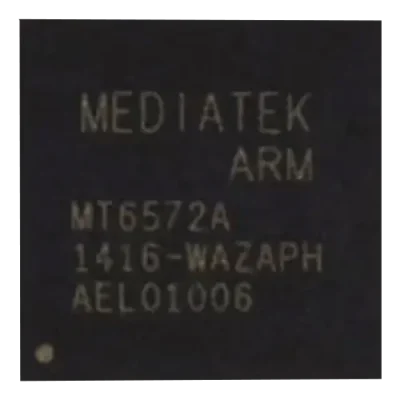 MEDIATEK
ARM
MT6572A
1416-WAZAPH
AEL01006